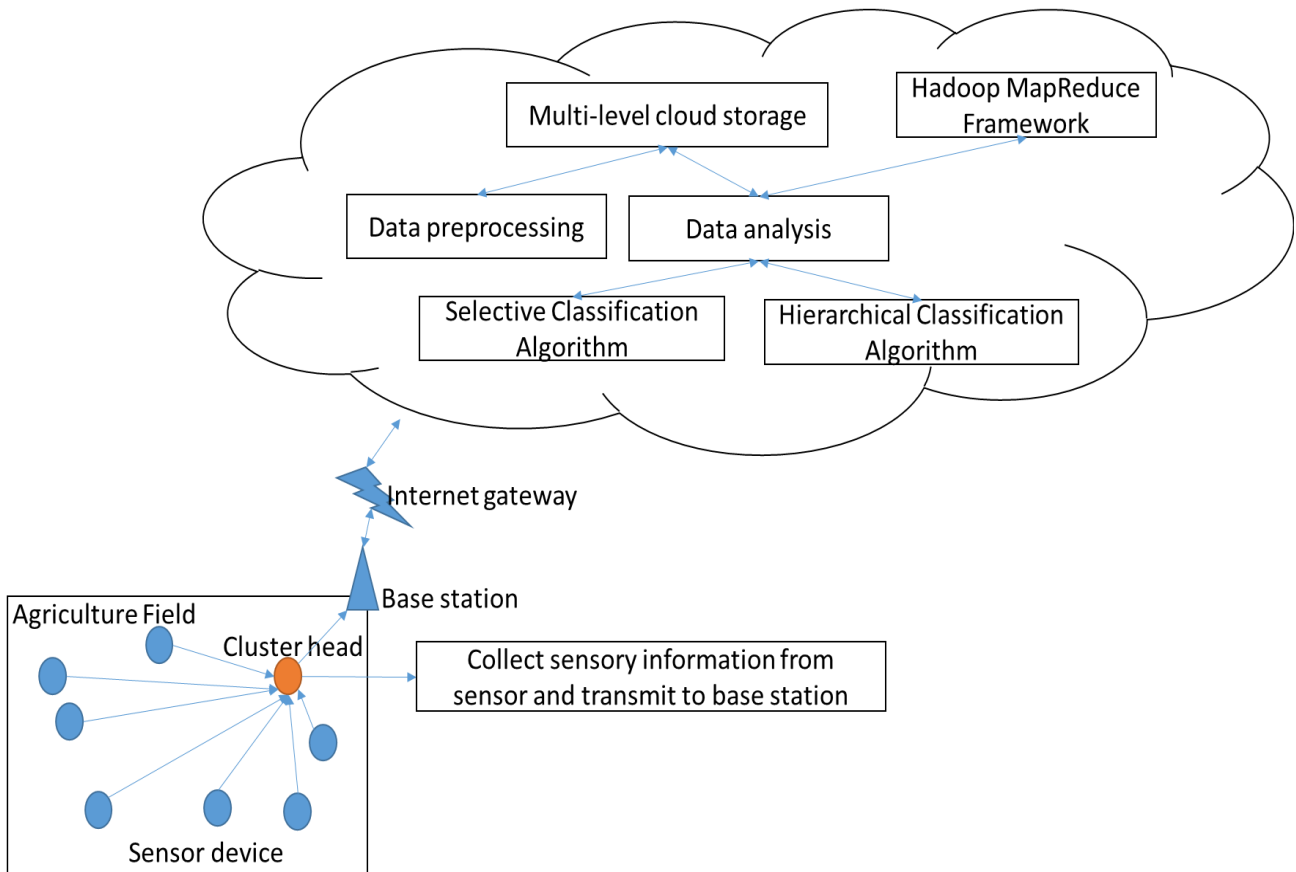 Multi-level cloud storage
Hadoop MapReduce
Framework
Data preprocessing
Data analysis
Selective Classification
Algorithm
Hierarchical Classification
Algorithm
Internet gateway
Base station
Agriculture Field
Cluster head
Collect sensory information from
sensor and transmit to base station
Sensor device